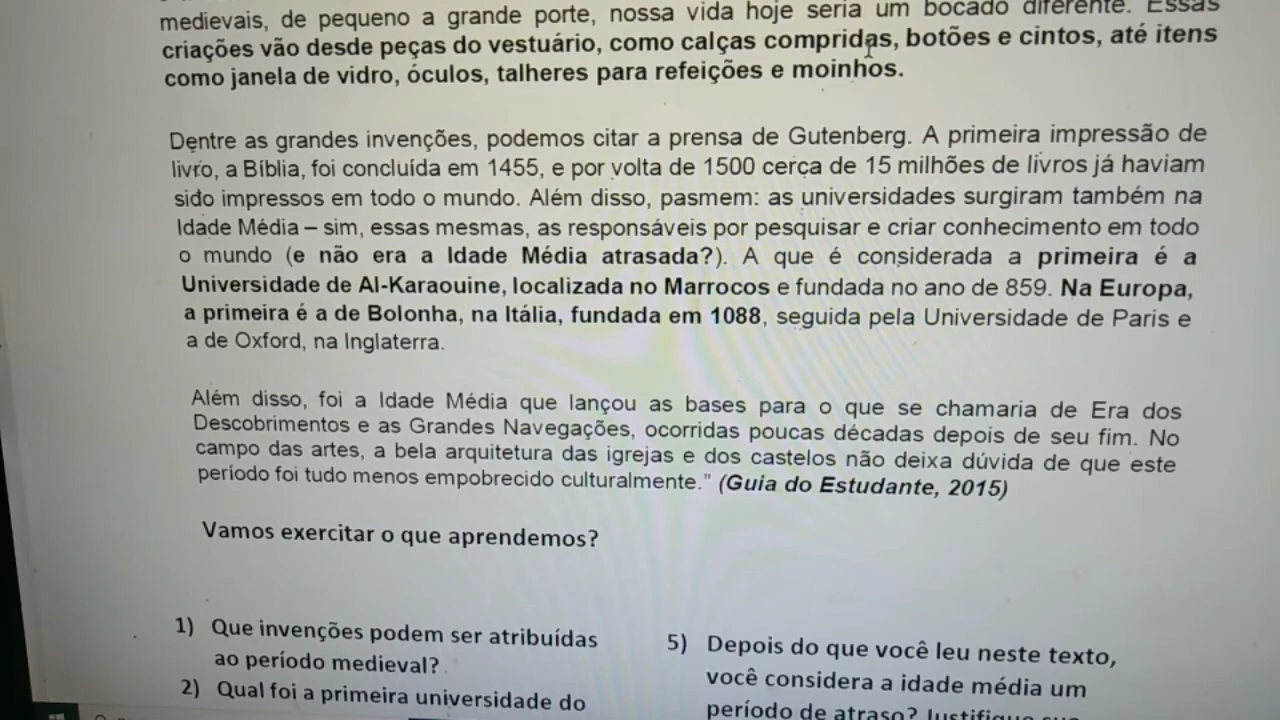 medievais, de pequeno a grande porte, nossa vida hoje seria um bocado diferente. Essas
criações vão desde peças do vestuário, como calças compridas, botões e cintos, até itens
como janela de vidro, óculos, talheres para refeições e moinhos.
Dentre as grandes invenções, podemos citar a prensa de Gutenberg. A primeira impressão de
livro, a Bíblia, foi concluída em 1455, e por volta de 1500 cerca de 15 milhões de livros já haviam
sido impressos em todo o mundo. Além disso, pasmem: as universidades surgiram também na
Idade Média – sim, essas mesmas, as responsáveis por pesquisar e criar conhecimento em todo
o mundo (e não era a Idade Média atrasada?). A que é considerada a primeira é a
Universidade de Al-Karaouine, localizada no Marrocos e fundada no ano de 859. Na Europa,
a primeira é a de Bolonha, na Itália, fundada em 1088, seguida pela Universidade de Paris e
a de Oxford, na Inglaterra.
Além disso, foi a Idade Média que lançou as bases para o que se chamaria de Era dos
Descobrimentos e as Grandes Navegações, ocorridas poucas décadas depois de seu fim. No
campo das artes, a bela arquitetura das igrejas e dos castelos não deixa dúvida de que este
período foi tudo menos empobrecido culturalmente.” (Guia do Estudante, 2015)
Vamos exercitar o que aprendemos?
1) Que invenções podem ser atribuídas
ao período medieval?
2) Qual foi a primeira universidade do
5) Depois do que você leu neste texto,
você considera a idade média um
período de atraso? Justifique sua